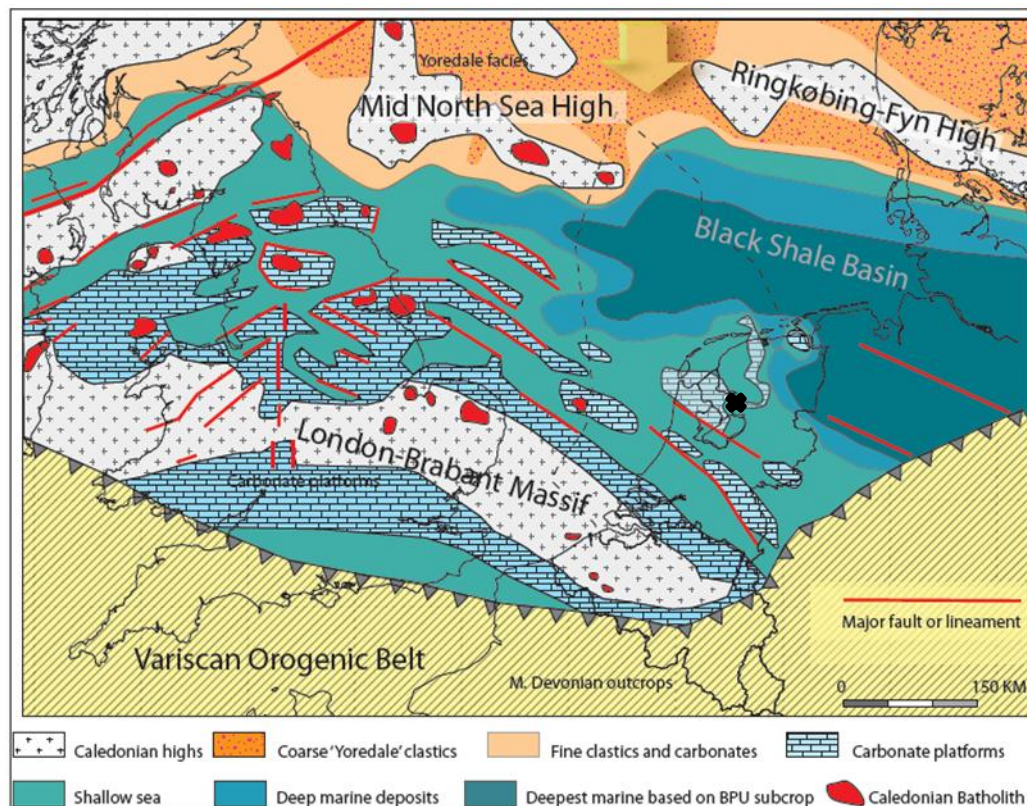 Yoredale facies
Mid North Sea High
Ringkøbing-Fyn High
Black Shale Basin
London-Brabant Massif
Carbonate platforms
Major fault or lineament
Variscan Orogenic Belt
M. Devonian outcrops
0 150 KM
Caledonian highs
Coarse 'Yoredale' clastics
Fine clastics and carbonates
Carbonate platforms
Shallow sea
Deep marine deposits
Deepest marine based on BPU subcrop
Caledonian Batholith